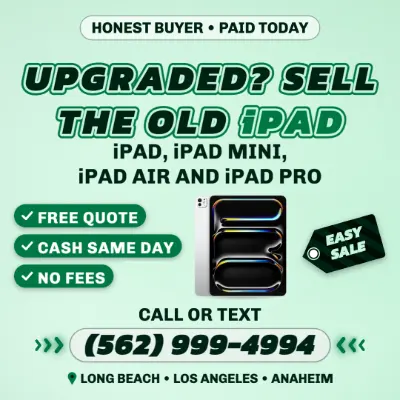 HONEST BUYER • PAID TODAY
UPGRADED? SELL
THE OLD iPAD
iPAD, iPAD MINI,
iPAD AIR AND iPAD PRO
FREE QUOTE
CASH SAME DAY
NO FEES
EASY
SALE
CALL OR TEXT
(562) 999-4994
LONG BEACH • LOS ANGELES • ANAHEIM